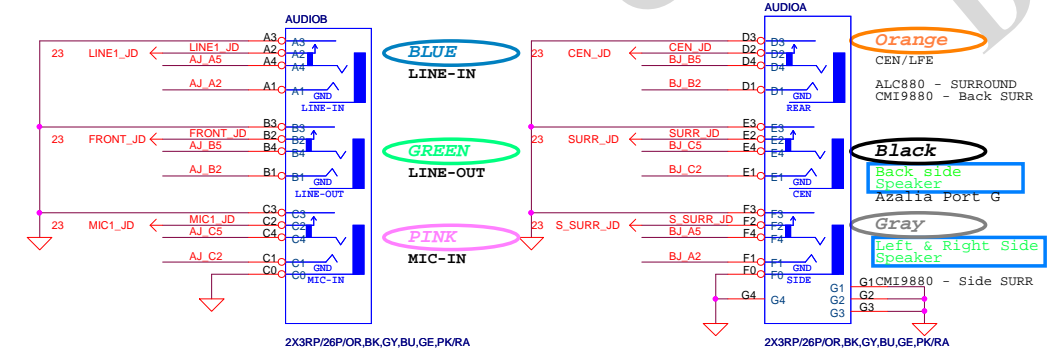 AUDIOB
A3
A3
23 LINE1_JD LINE1_JD A2 A2
AJ_A5 A4 A4
AJ_A2 A1 A1
GND
LINE-IN
BLUE
LINE-IN
B3
B3
23 FRONT_JD FRONT_JD B2 B2
AJ_B5 B4 B4
AJ_B2 B1 B1
GND
LINE-OUT
GREEN
LINE-OUT
C3
C3
23 MIC1_JD MIC1_JD C2 C2
AJ_C5 C4 C4
AJ_C2 C1 C1
GND
C0 C0
MIC-IN
PINK
MIC-IN
2X3RP/26P/OR,BK,GY,BU,GE,PK/RA
AUDIOA
D3
D3
23 CEN_JD CEN_JD D2 D2
BJ_B5 D4 D4
BJ_B2 D1 D1
GND
REAR
Orange
CEN/LFE
ALC880 - SURROUND
CMI9880 - Back SURR
E3
E3
23 SURR_JD SURR_JD E2 E2
BJ_C5 E4 E4
BJ_C2 E1 E1
GND
CEN
Black
Back side
Speaker
Azalia Port G
F3
F3
23 S_SURR_JD S_SURR_JD F2 F2
BJ_A5 F4 F4
BJ_A2 F1 F1
GND
F0 F0
SIDE
Gray
Left & Right Side
Speaker
CMI9880 - Side SURR
G4 G4
G1 G1
G2 G2
G3 G3
2X3RP/26P/OR,BK,GY,BU,GE,PK/RA